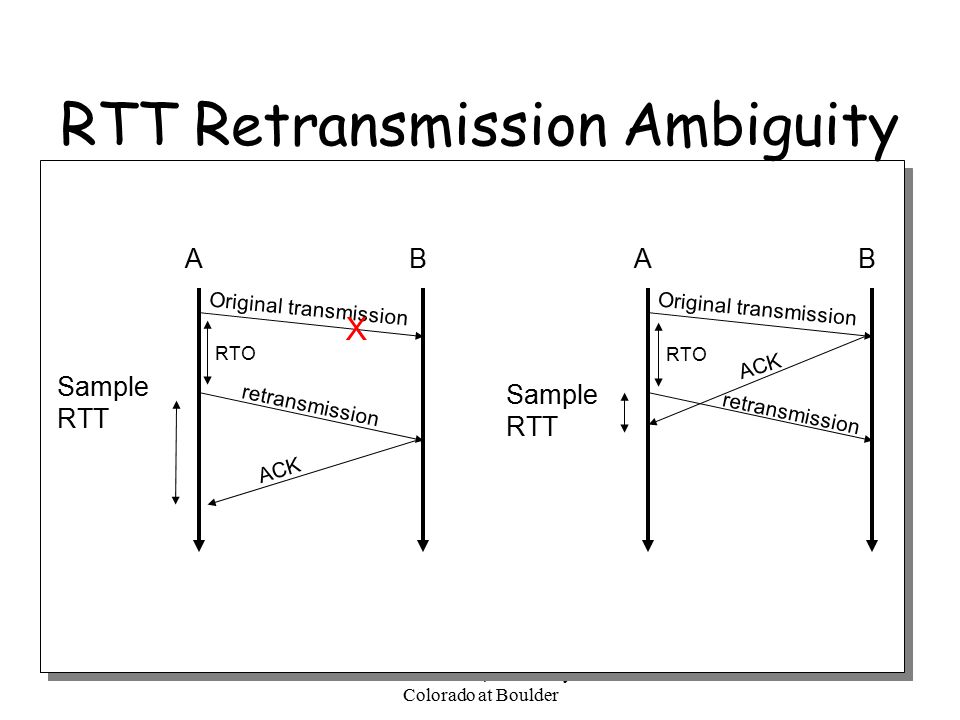 RTT Retransmission Ambiguity
A
B
Original transmission
X
RTO
Sample
RTT
retransmission
ACK
A
B
Original transmission
RTO
ACK
Sample
RTT
retransmission
Colorado at Boulder